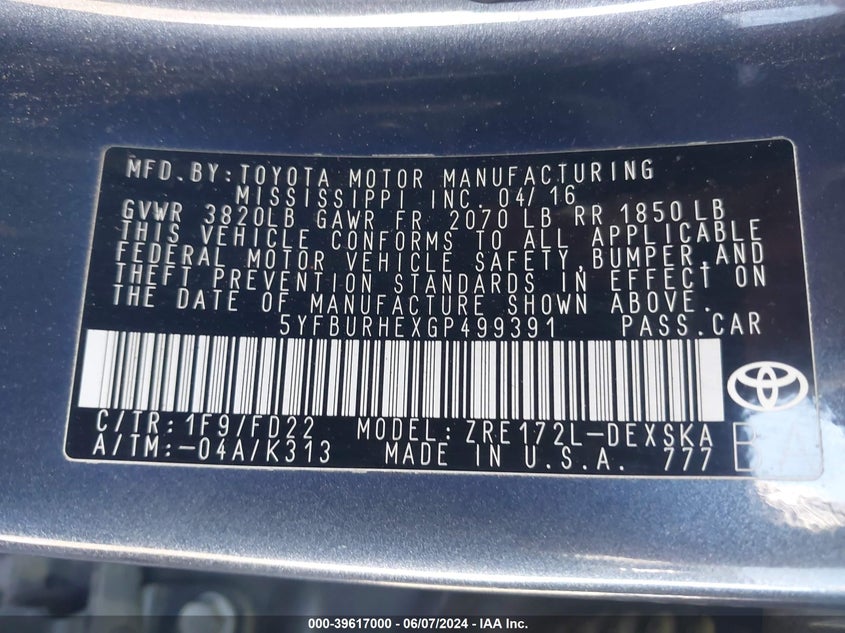 MFD.BY:TOYOTA MOTOR MANUFACTURING
MISSISSIPPI INC. 04/16
GVWR 3820LB GAWR FR 2070 LB RR 1850 LB
THIS VEHICLE CONFORMS TO ALL APPLICABLE
FEDERAL MOTOR VEHICLE SAFETY,BUMPER,AND
THEFT PREVENTION STANDARDS IN EFFECT ON
THE DATE OF MANUFACTURE SHOWN ABOVE.
5YFBURHEXGP499391 PASS.CAR
C/TR:1F9/FD22 MODEL:ZRE172L-DEXSKA
A/TM:-04A/K313 MADE IN U.S.A. 777
000-39617000 | 06/07/2024 | IAA Inc.